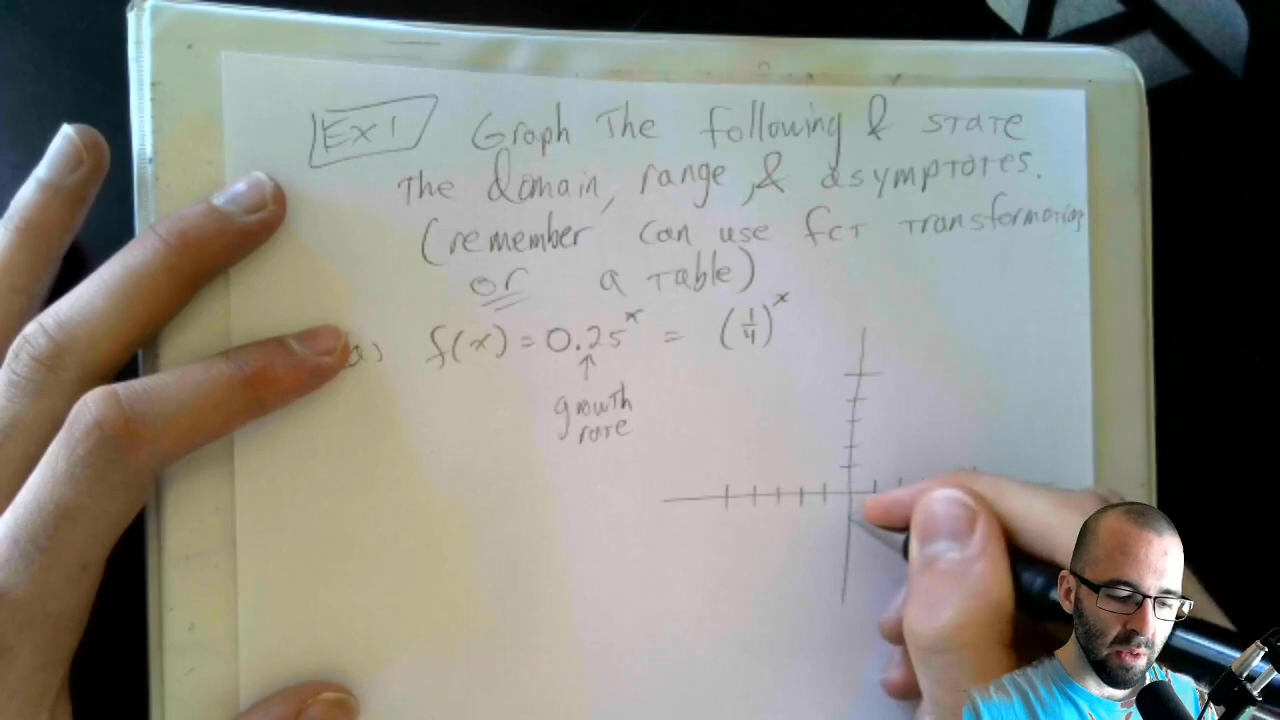 Ex 1 Graph The following & STATE
The domain, range, & asymptotes.
(remember can use fct
or a Table)
a) f(x) = 0.25^x = (1/4)^x
↑
growth
rate